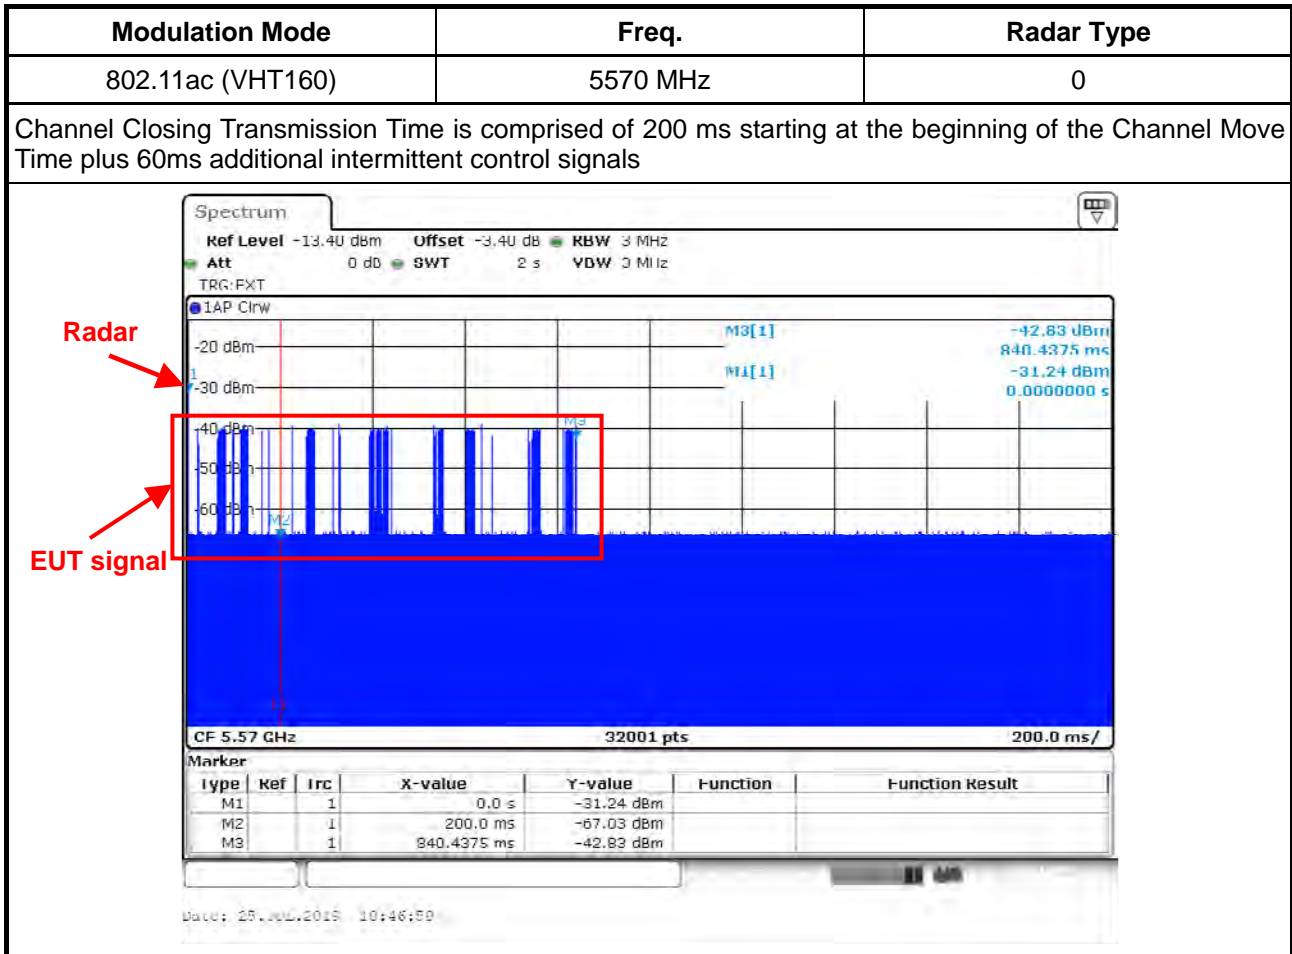 Modulation Mode Freq. Radar Type
802.11ac (VHT160) 5570 MHz 0
Channel Closing Transmission Time is comprised of 200 ms starting at the beginning of the Channel Move
Time plus 60ms additional intermittent control signals
Spectrum
Ref Level -13.40 dBm Offset -3.40 dB RBW 3 MHz
Att 0 dB SWT 2 s VBW 3 MHz
TRG:EXT
1AP Clrw
M3[1] -42.83 dBm
840.4375 ms
M1[1] -31.24 dBm
0.0000000 s
Radar
-20 dBm
1
-30 dBm
M3
-40 dBm
-50 dBm
-60 dBm
M2
EUT signal
CF 5.57 GHz 32001 pts 200.0 ms/
Marker
Type Ref Trc X-value Y-value Function Function Result
M1 1 0.0 s -31.24 dBm
M2 1 200.0 ms -67.03 dBm
M3 1 840.4375 ms -42.83 dBm
Date: 25.